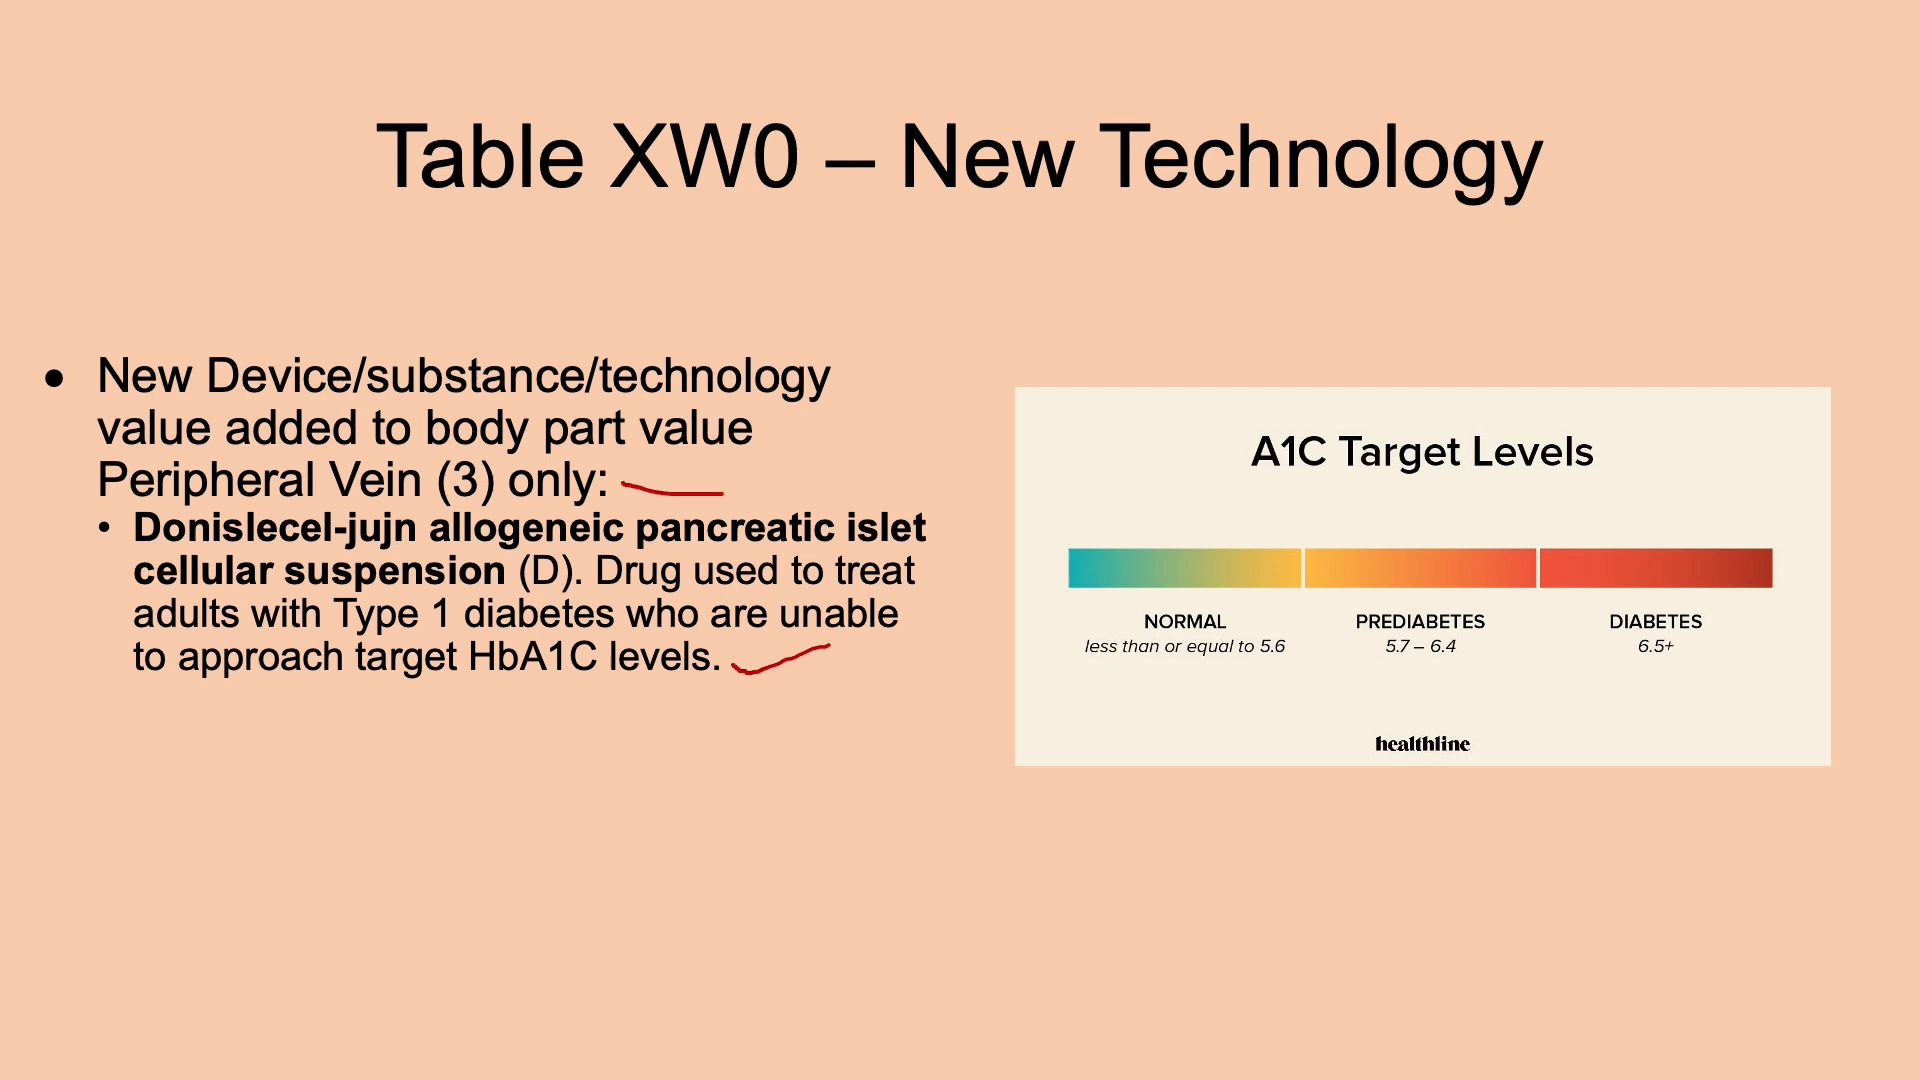 Table XW0 – New Technology
• New Device/substance/technology
value added to body part value
Peripheral Vein (3) only:
• Donislecel-jujn allogeneic pancreatic islet
cellular suspension (D). Drug used to treat
adults with Type 1 diabetes who are unable
to approach target HbA1C levels.
A1C Target Levels
NORMAL
less than or equal to 5.6
PREDIABETES
5.7 – 6.4
DIABETES
6.5+
healthline